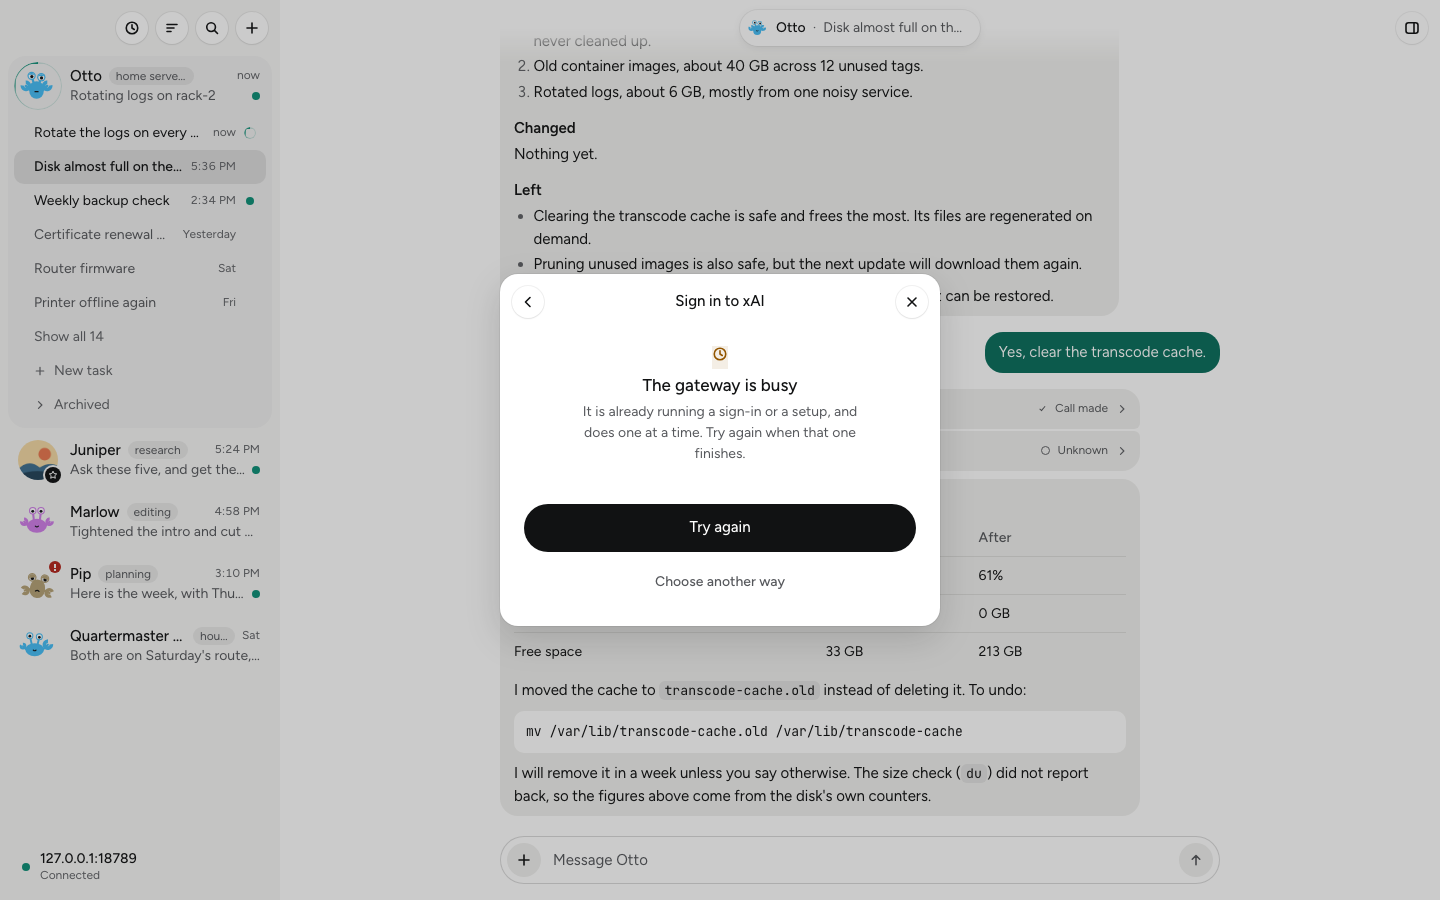 Otto home serve... now
Rotating logs on rack-2
Rotate the logs on every ... now
Disk almost full on the... 5:36 PM
Weekly backup check 2:34 PM
Certificate renewal ... Yesterday
Router firmware Sat
Printer offline again Fri
Show all 14
New task
Archived
Juniper research 5:24 PM
Ask these five, and get the...
Marlow editing 4:58 PM
Tightened the intro and cut ...
Pip planning 3:10 PM
Here is the week, with Thu...
Quartermaster ... hou... Sat
Both are on Saturday's route,...
127.0.0.1:18789
Connected
Otto · Disk almost full on th...
never cleaned up.
2. Old container images, about 40 GB across 12 unused tags.
3. Rotated logs, about 6 GB, mostly from one noisy service.
Changed
Nothing yet.
Left
• Clearing the transcode cache is safe and frees the most. Its files are regenerated on
demand.
• Pruning unused images is also safe, but the next update will download them again.
can be restored.
Yes, clear the transcode cache.
Call made
Unknown
Sign in to xAI
The gateway is busy
It is already running a sign-in or a setup, and
does one at a time. Try again when that one
finishes.
Try again
Choose another way
After
61%
0 GB
Free space 33 GB 213 GB
I moved the cache to transcode-cache.old instead of deleting it. To undo:
mv /var/lib/transcode-cache.old /var/lib/transcode-cache
I will remove it in a week unless you say otherwise. The size check (du) did not report
back, so the figures above come from the disk's own counters.
Message Otto